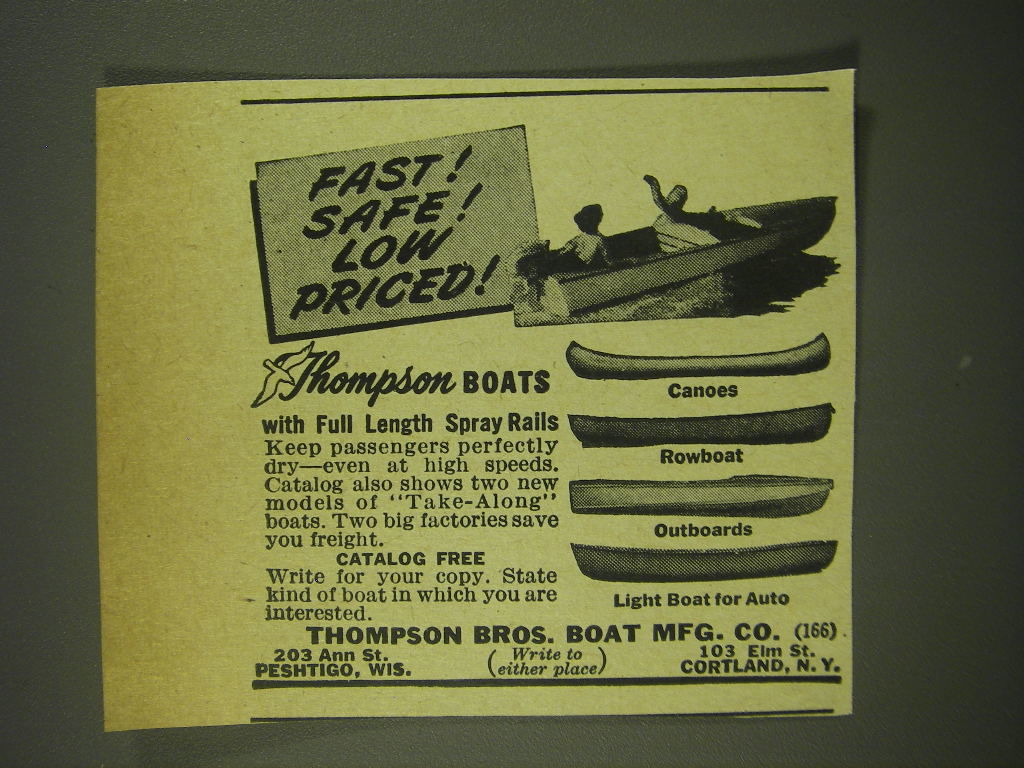 FAST!
SAFE!
LOW
PRICED!
Thompson BOATS
with Full Length Spray Rails
Keep passengers perfectly
dry—even at high speeds.
Catalog also shows two new
models of "Take-Along"
boats. Two big factories save
you freight.
CATALOG FREE
Write for your copy. State
kind of boat in which you are
interested.
Canoes
Rowboat
Outboards
Light Boat for Auto
THOMPSON BROS. BOAT MFG. CO. (166)
203 Ann St.
PESHTIGO, WIS.
(Write to
either place)
103 Elm St.
CORTLAND, N. Y.